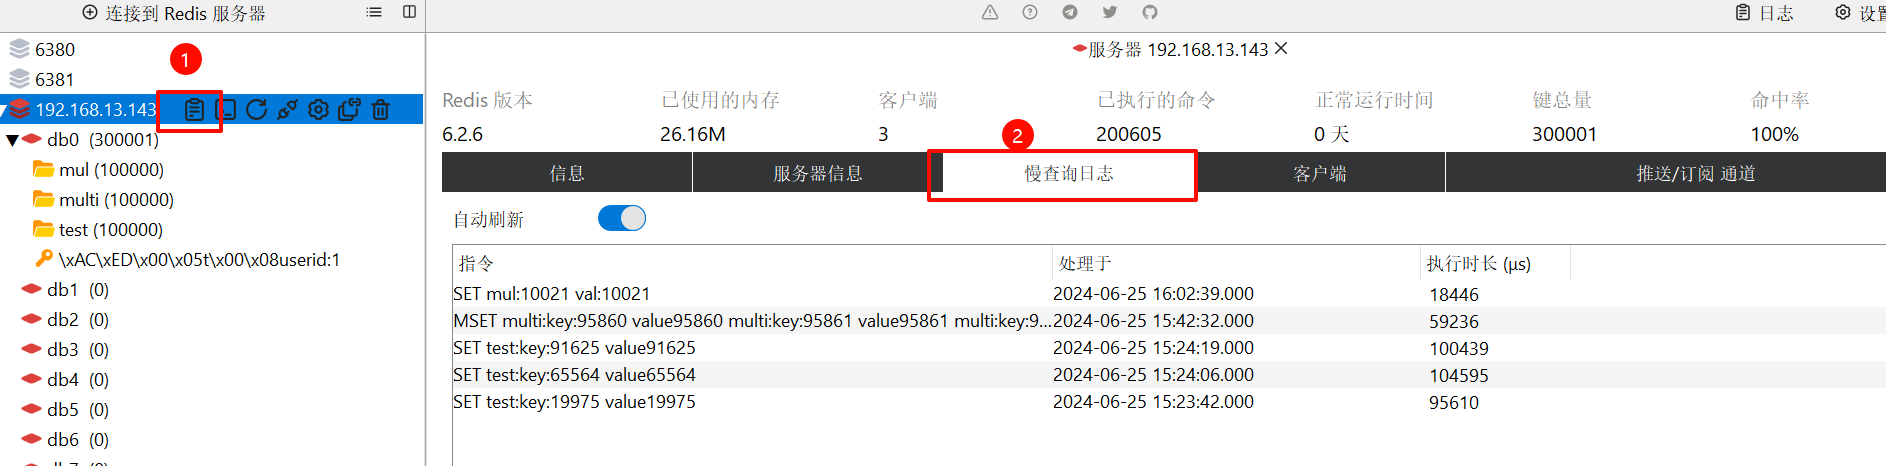 连接到 Redis 服务器
日志
设置
6380
6381
192.168.13.143
db0 (300001)
mul (100000)
multi (100000)
test (100000)
\xAC\xED\x00\x05t\x00\x08userid:1
db1 (0)
db2 (0)
db3 (0)
db4 (0)
db5 (0)
db6 (0)
db7 (0)
1
服务器 192.168.13.143
Redis 版本 已使用的内存 客户端 已执行的命令 正常运行时间 键总量 命中率
6.2.6 26.16M 3 200605 0 天 300001 100%
2
信息 服务器信息 慢查询日志 客户端 推送/订阅 通道
自动刷新
指令 处理于 执行时长 (µs)
SET mul:10021 val:10021 2024-06-25 16:02:39.000 18446
MSET multi:key:95860 value95860 multi:key:95861 value95861 multi:key:9... 2024-06-25 15:42:32.000 59236
SET test:key:91625 value91625 2024-06-25 15:24:19.000 100439
SET test:key:65564 value65564 2024-06-25 15:24:06.000 104595
SET test:key:19975 value19975 2024-06-25 15:23:42.000 95610